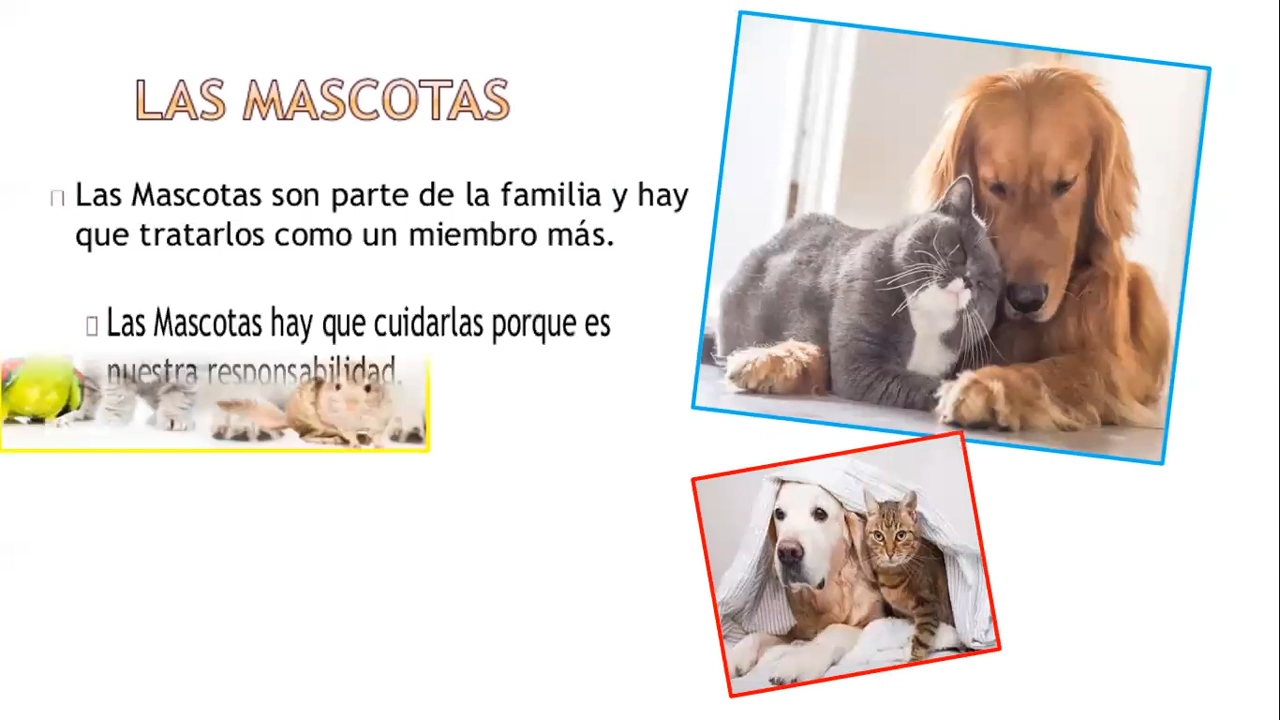 LAS MASCOTAS
Las Mascotas son parte de la familia y hay
que tratarlos como un miembro más.
Las Mascotas hay que cuidarlas porque es
nuestra responsabilidad.